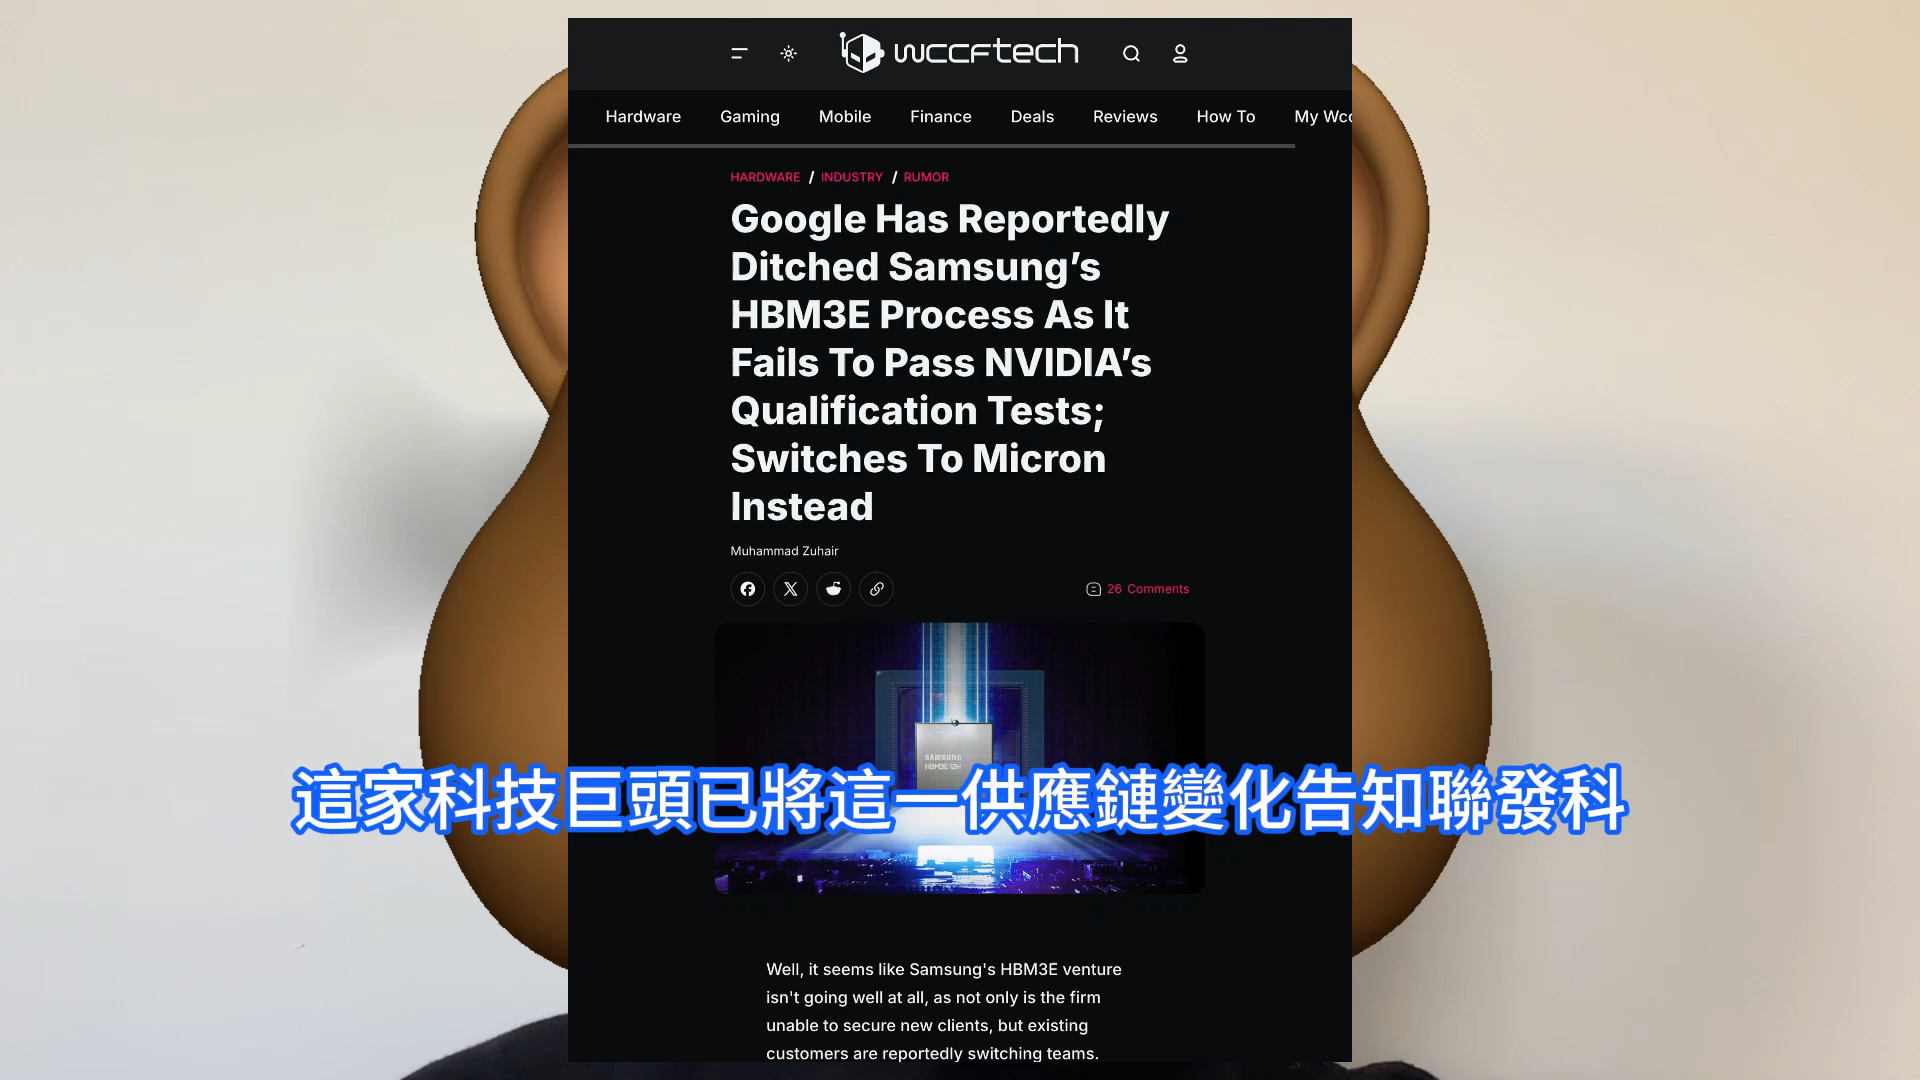 wccftech
Hardware Gaming Mobile Finance Deals Reviews How To My Wcc
HARDWARE / INDUSTRY / RUMOR
Google Has Reportedly
Ditched Samsung’s
HBM3E Process As It
Fails To Pass NVIDIA’s
Qualification Tests;
Switches To Micron
Instead
Muhammad Zuhair
26 Comments
SAMSUNG
HBM3E 12H
這家科技巨頭已將這一供應鏈變化告知聯發科
Well, it seems like Samsung's HBM3E venture
isn't going well at all, as not only is the firm
unable to secure new clients, but existing
customers are reportedly switching teams.